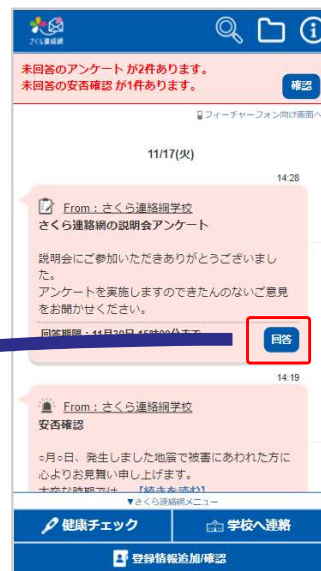 さくら連絡網
未回答のアンケート が2件あります。
未回答の安否確認 が1件あります。
確認
フィーチャーフォン向け画面へ
11/17(火)
14:28
From：さくら連絡網学校
さくら連絡網の説明会アンケート
説明会にご参加いただきありがとうございまし
た。
アンケートを実施しますのできたんのないご意見
をお聞かせください。
回答期限：11月30日 15時00分まで
回答
14:19
From：さくら連絡網学校
安否確認
○月○日、発生しました地震で被害にあわれた方に
心よりお見舞い申し上げます。
大変な時期では 【続きを読む】
▼さくら連絡網メニュー
健康チェック
学校へ連絡
登録情報追加/確認